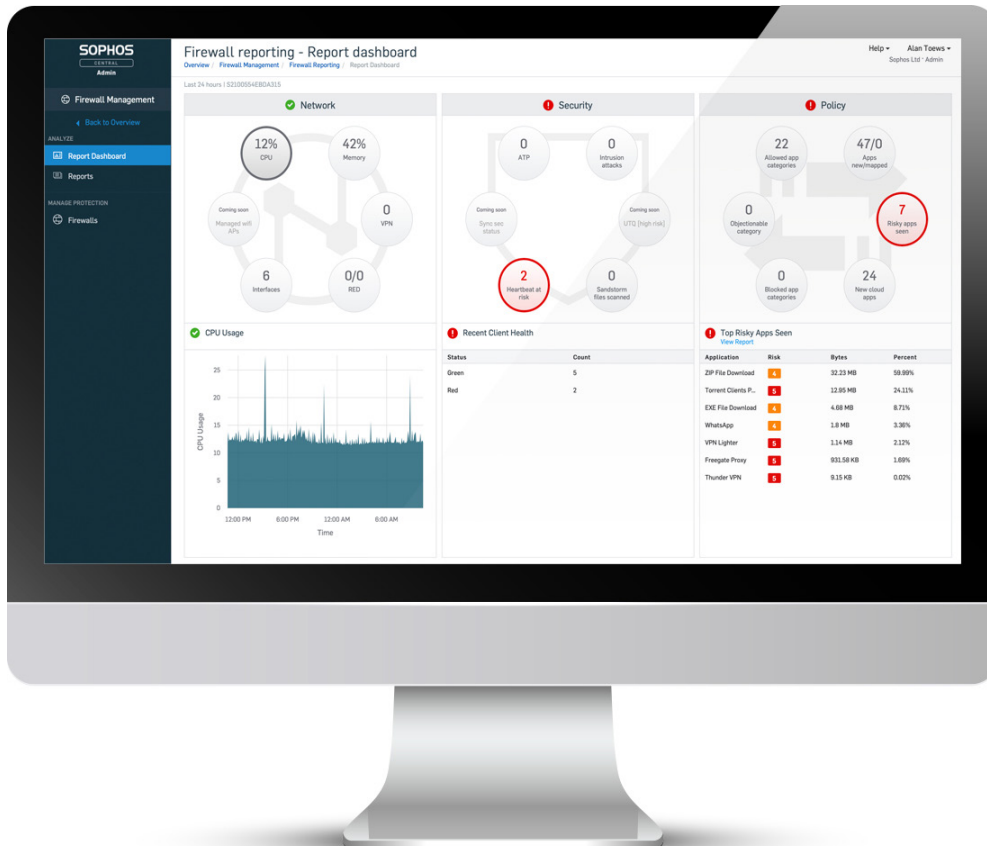 SOPHOS
CENTRAL
Admin
Firewall Management
Back to Overview
ANALYZE
Report Dashboard
Reports
MANAGE PROTECTION
Firewalls
Firewall reporting - Report dashboard
Overview / Firewall Management / Firewall Reporting / Report Dashboard
Help
Alan Toews
Sophos Ltd · Admin
Last 24 hours | S2100554EBDA315
Network
12%
CPU
42%
Memory
Coming soon
Managed wifi
APs
0
VPN
6
Interfaces
0/0
RED
Security
0
ATP
0
Intrusion
attacks
Coming soon
Sync sec
status
Coming soon
UTQ (high risk)
2
Heartbeat at
risk
0
Sandstorm
files scanned
Policy
22
Allowed app
categories
47/0
Apps
new/mapped
0
Objectionable
category
7
Risky apps
seen
0
Blocked app
categories
24
New cloud
apps
CPU Usage
25
20
15
10
5
0
CPU Usage
12:00 PM 6:00 PM 12:00 AM 6:00 AM
Time
Recent Client Health
Status Count
Green 5
Red 2
Top Risky Apps Seen
View Report
Application Risk Bytes Percent
ZIP File Download 4 32.23 MB 59.99%
Torrent Clients P... 5 12.95 MB 24.11%
EXE File Download 4 4.68 MB 8.71%
WhatsApp 4 1.8 MB 3.36%
VPN Lighter 5 1.14 MB 2.12%
Freegate Proxy 5 931.58 KB 1.69%
Thunder VPN 5 9.15 KB 0.02%